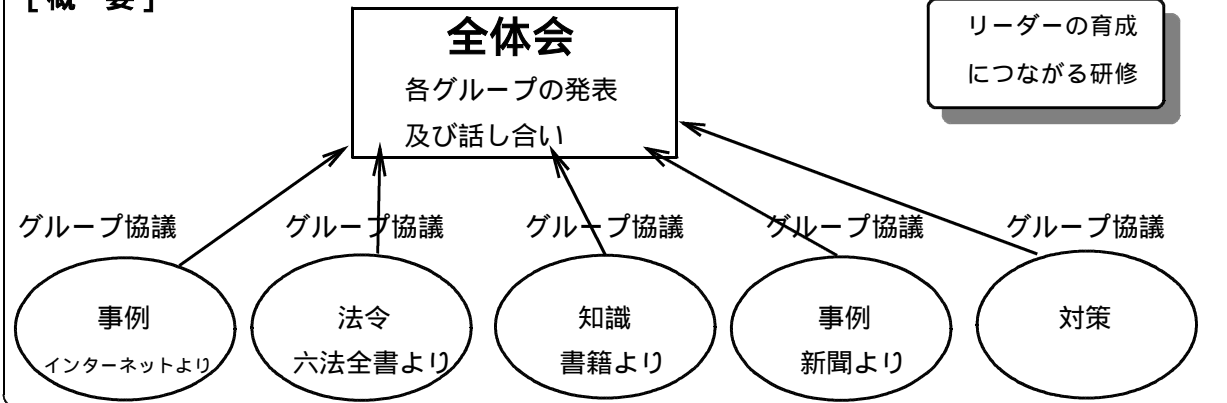 [概 要]
全体会
各グループの発表
及び話し合い
リーダーの育成
につながる研修
グループ協議 グループ協議 グループ協議 グループ協議 グループ協議
事例 法令 知識 事例 対策
インターネットより 六法全書より 書籍より 新聞より